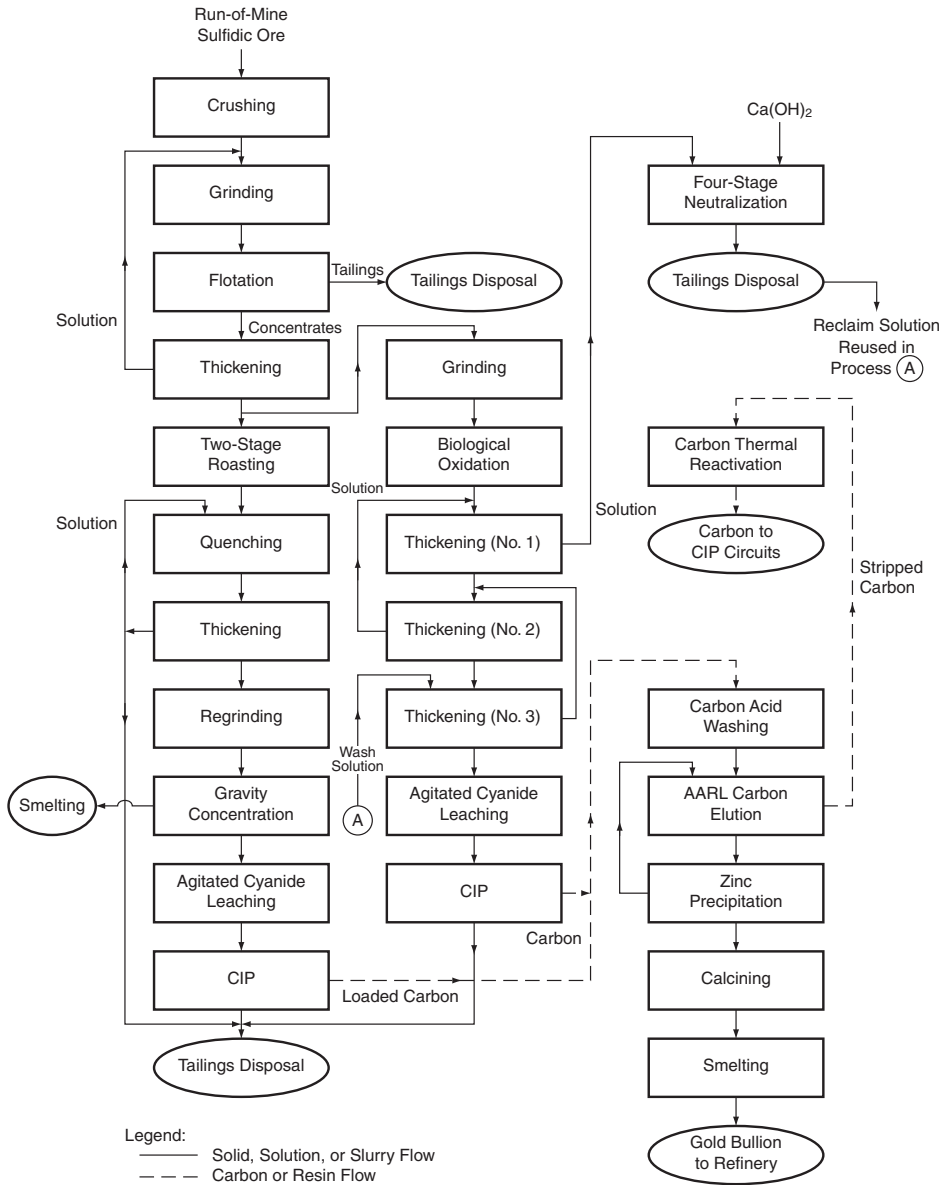 Run-of-Mine
Sulfidic Ore
Crushing
Grinding
Flotation
Tailings
Tailings Disposal
Concentrates
Solution
Thickening
Two-Stage
Roasting
Solution
Quenching
Thickening
Regrinding
Gravity
Concentration
Smelting
Agitated Cyanide
Leaching
CIP
Loaded Carbon
Tailings Disposal
Grinding
Biological
Oxidation
Solution
Thickening (No. 1)
Solution
Thickening (No. 2)
Thickening (No. 3)
Wash
Solution
A
Agitated Cyanide
Leaching
CIP
Carbon
Ca(OH)₂
Four-Stage
Neutralization
Tailings Disposal
Reclaim Solution
Reused in
Process A
Carbon Thermal
Reactivation
Carbon to
CIP Circuits
Stripped
Carbon
Carbon Acid
Washing
AARL Carbon
Elution
Zinc
Precipitation
Calcining
Smelting
Gold Bullion
to Refinery
Legend:
Solid, Solution, or Slurry Flow
Carbon or Resin Flow